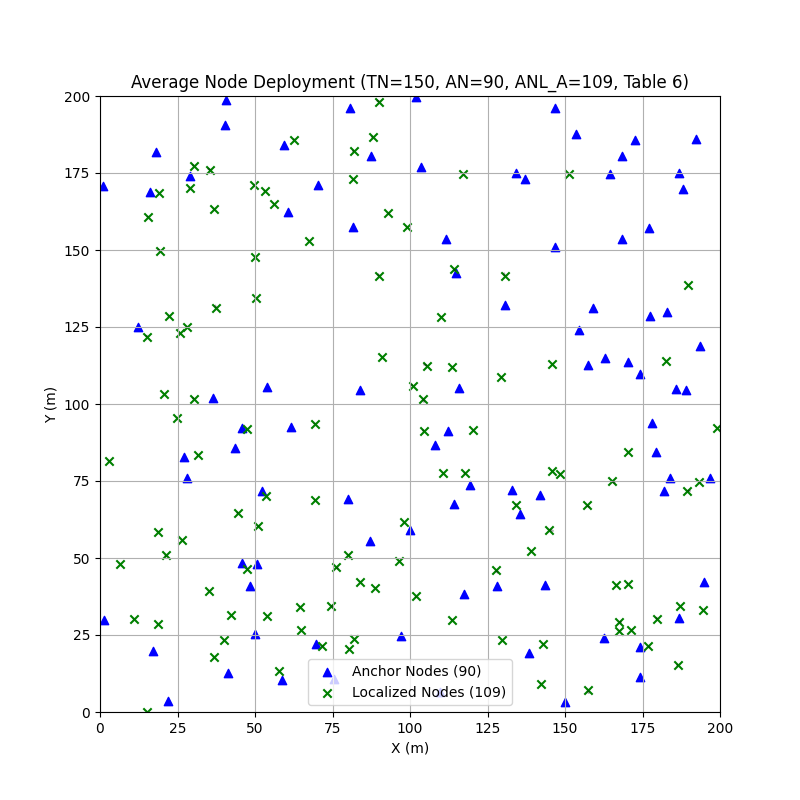 Average Node Deployment (TN=150, AN=90, ANL_A=109, Table 6)
200
175
150
125
100
75
50
25
0
Y (m)
Anchor Nodes (90)
Localized Nodes (109)
0 25 50 75 100 125 150 175 200
X (m)